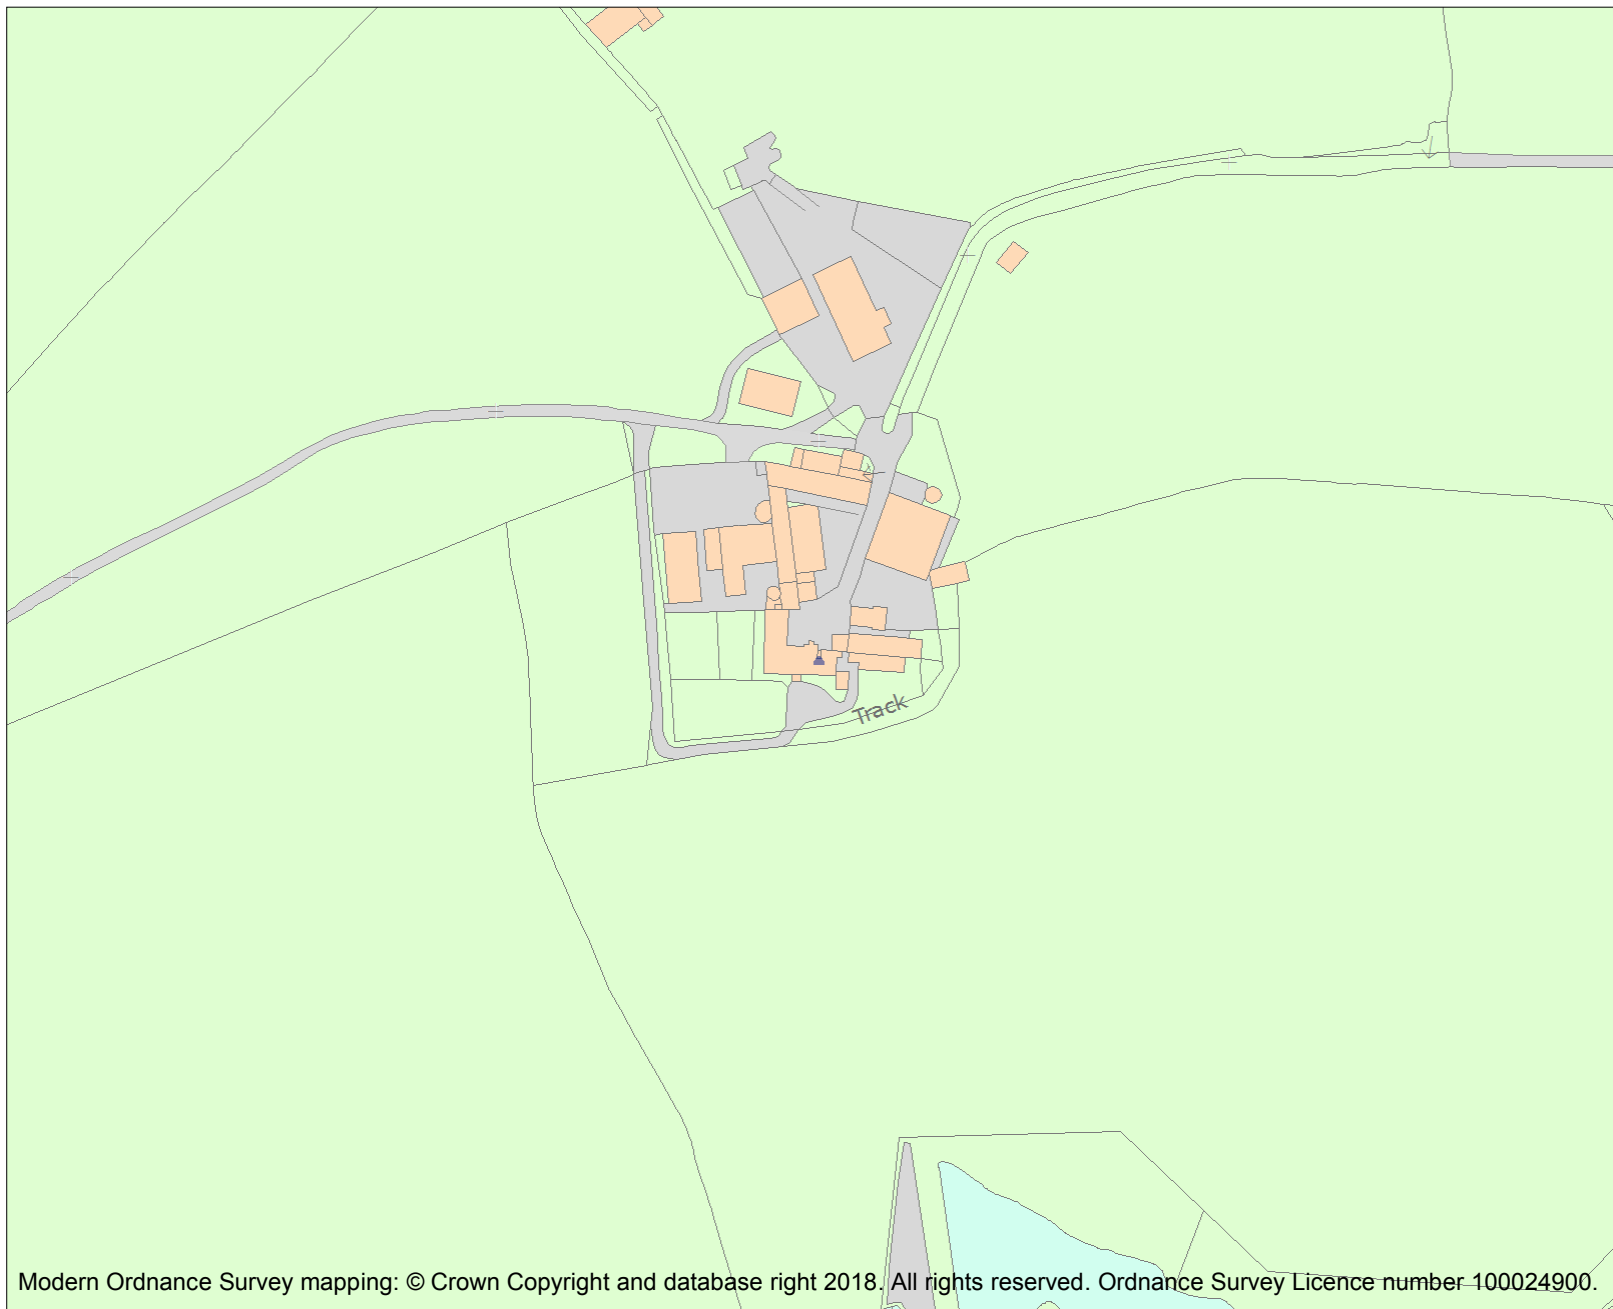 Track
Modern Ordnance Survey mapping: © Crown Copyright and database right 2018. All rights reserved. Ordnance Survey Licence number 100024900.